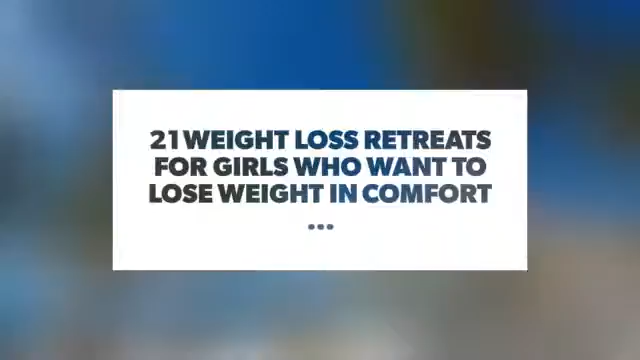 21 WEIGHT LOSS RETREATS
FOR GIRLS WHO WANT TO
LOSE WEIGHT IN COMFORT
...